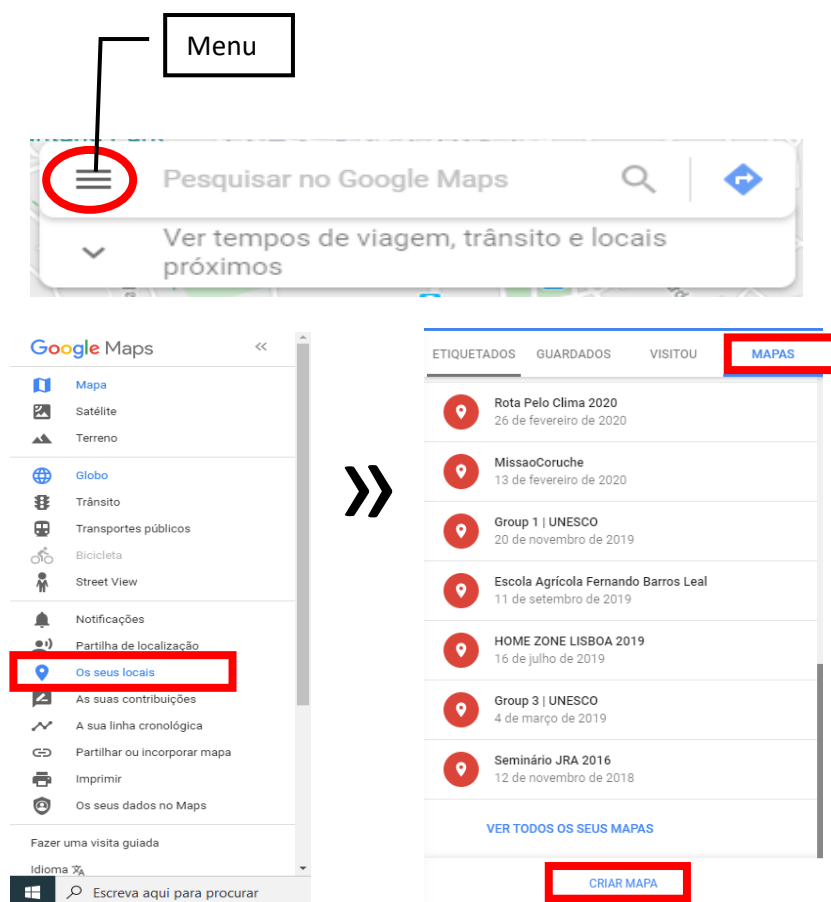 Menu
Pesquisar no Google Maps
Ver tempos de viagem, trânsito e locais
próximos
Google Maps
Mapa
Satélite
Terreno
Globo
Trânsito
Transportes públicos
Bicicleta
Street View
Notificações
Partilha de localização
Os seus locais
As suas contribuições
A sua linha cronológica
Partilhar ou incorporar mapa
Imprimir
Os seus dados no Maps
Fazer uma visita guiada
Idioma
Escreva aqui para procurar
ETIQUETADOS GUARDADOS VISITOU MAPAS
Rota Pelo Clima 2020
26 de fevereiro de 2020
MissaoCoruche
13 de fevereiro de 2020
Group 1 | UNESCO
20 de novembro de 2019
Escola Agrícola Fernando Barros Leal
11 de setembro de 2019
HOME ZONE LISBOA 2019
16 de julho de 2019
Group 3 | UNESCO
4 de março de 2019
Seminário JRA 2016
12 de novembro de 2018
VER TODOS OS SEUS MAPAS
CRIAR MAPA